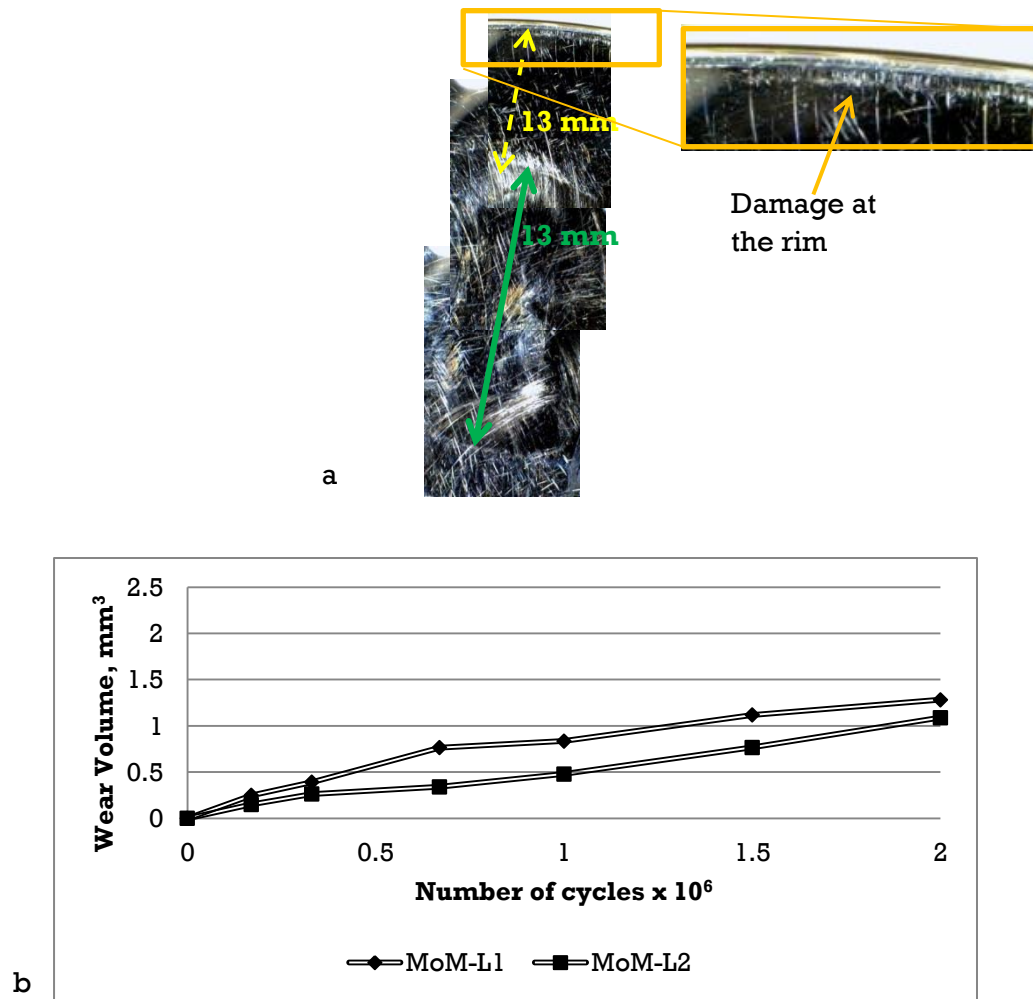 13 mm
13 mm
Damage at
the rim
a
Wear Volume, mm³
2.5
2
1.5
1
0.5
0
0 0.5 1 1.5 2
Number of cycles x 10⁶
MoM-L1 MoM-L2
b